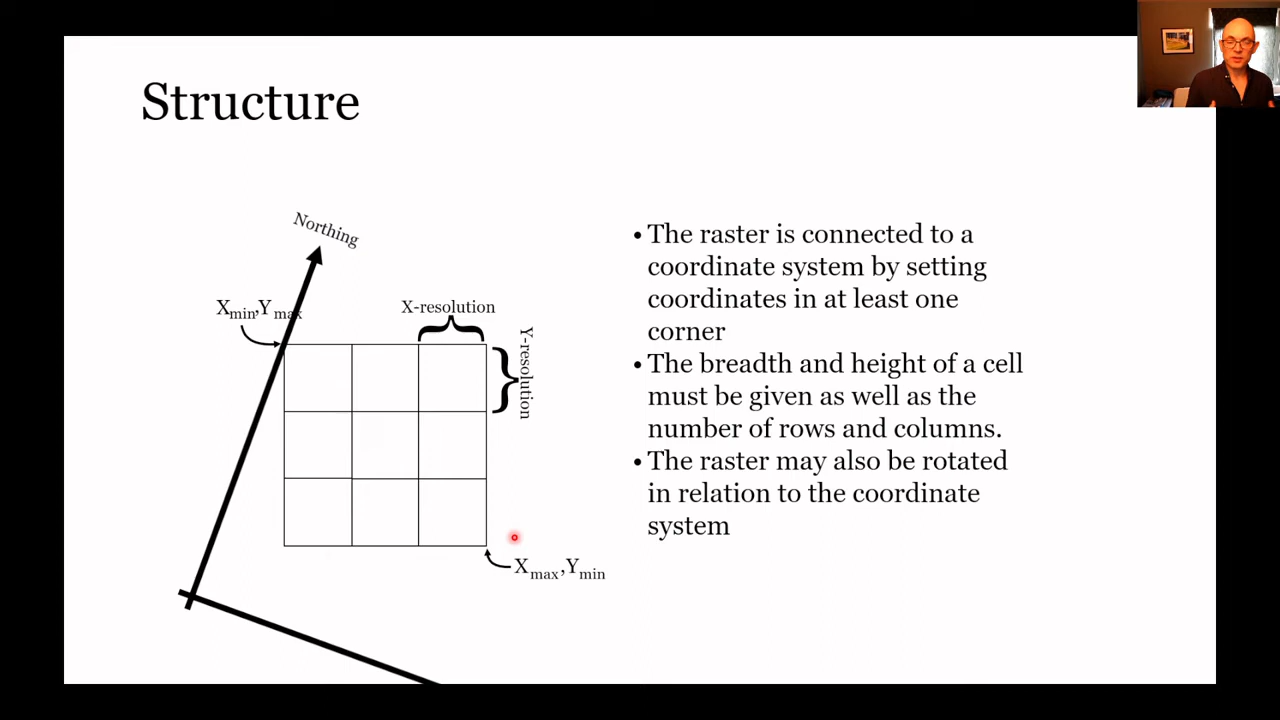 Structure
Northing
Xmin,Ymax
X-resolution
Y-resolution
Xmax,Ymin
• The raster is connected to a
coordinate system by setting
coordinates in at least one
corner
• The breadth and height of a cell
must be given as well as the
number of rows and columns.
• The raster may also be rotated
in relation to the coordinate
system